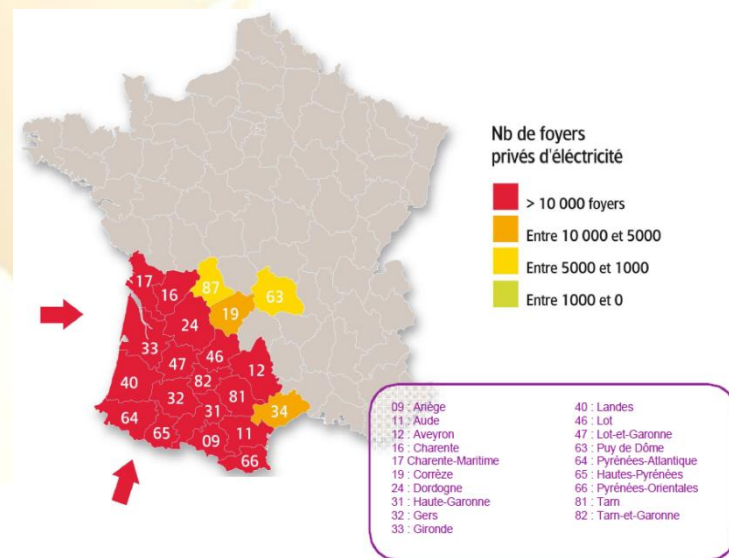 Nb de foyers
privés d'éléctricité
> 10 000 foyers
Entre 10 000 et 5000
Entre 5000 et 1000
Entre 1000 et 0
17
16
87
63
19
24
33
46
12
47
82
40
32
81
34
31
64
65
09
11
66
09 : Ariège
11 : Aude
12 : Aveyron
16 : Charente
17 Charente-Maritime
19 : Corrèze
24 : Dordogne
31 : Haute-Garonne
32 : Gers
33 : Gironde
40 : Landes
46 : Lot
47 : Lot-et-Garonne
63 : Puy de Dôme
64 : Pyrénées-Atlantique
65 : Hautes-Pyrénées
66 : Pyrénées-Orientales
81 : Tarn
82 : Tarn-et-Garonne